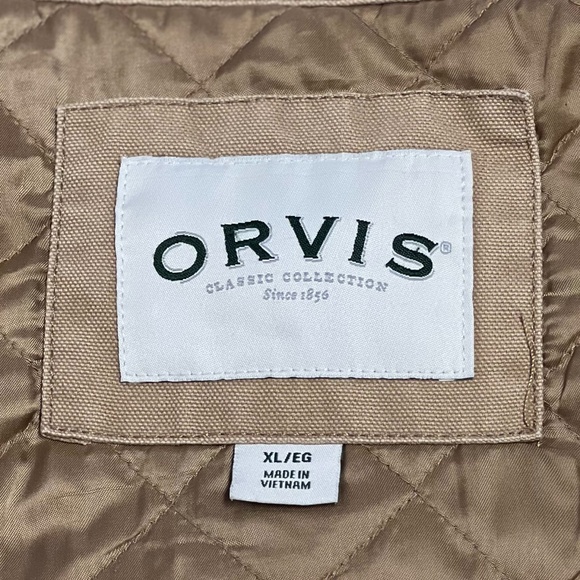 ORVIS®
CLASSIC COLLECTION
Since 1856
XL/EG
MADE IN
VIETNAM